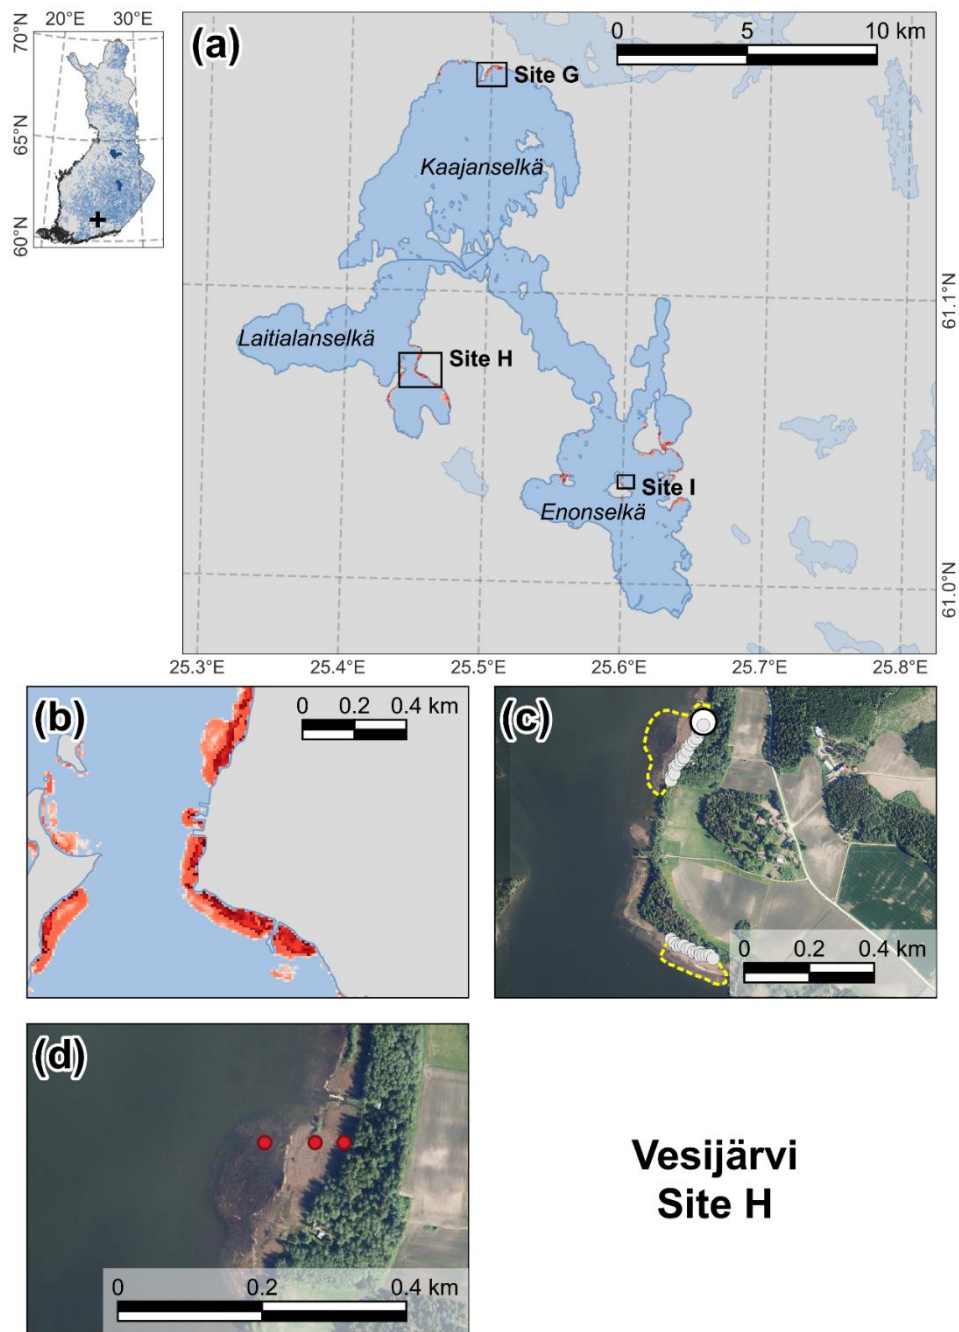 20°E 30°E
70°N
65°N
60°N
(a)
0 5 10 km
Site G
Kaajanselkä
61.1°N
Laitialanselkä
Site H
Site I
Enonselkä
61.0°N
25.3°E 25.4°E 25.5°E 25.6°E 25.7°E 25.8°E
(b)
0 0.2 0.4 km
(c)
0 0.2 0.4 km
(d)
0 0.2 0.4 km
Vesijärvi
Site H